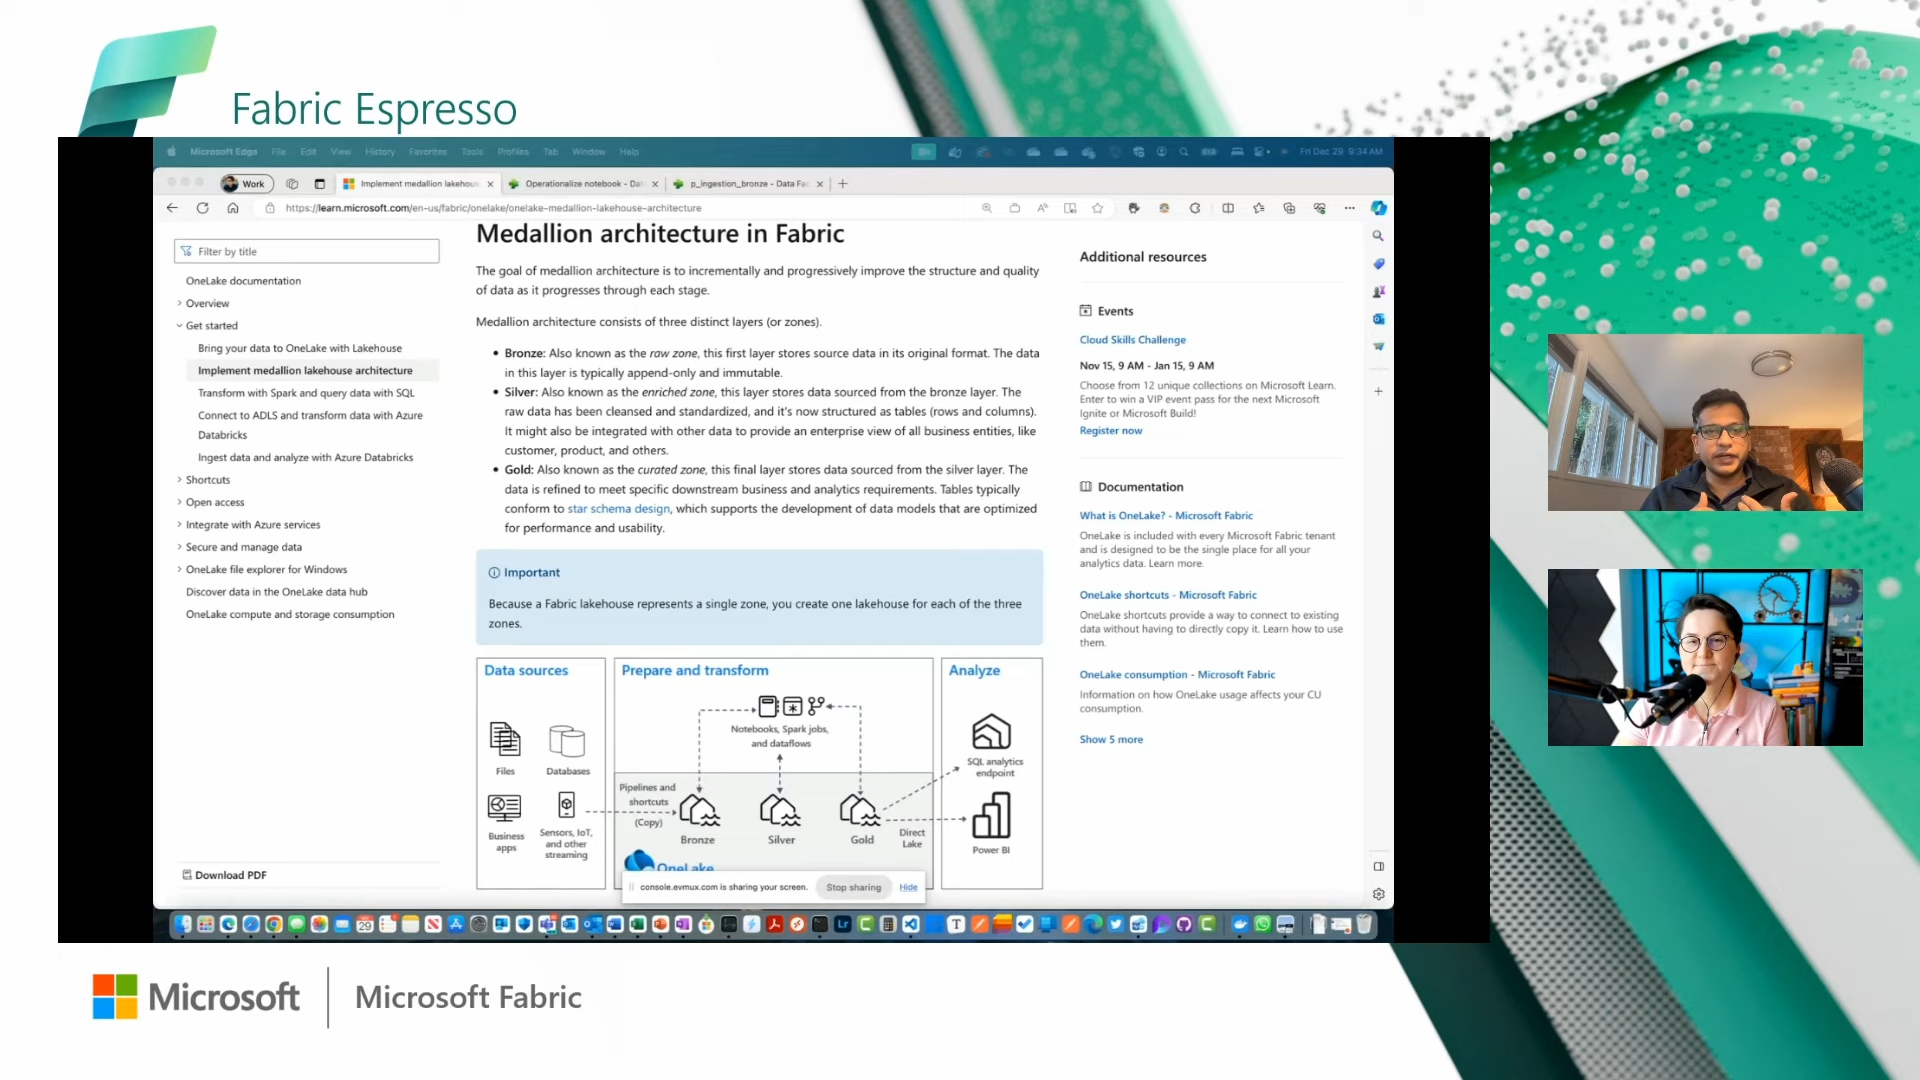 Fabric Espresso
Microsoft Edge File Edit View History Favorites Tools Profiles Tab Window Help
Fri Dec 29 9:34 AM
Work
Implement medallion lakehouse
Operationalize notebook - Dat
p_ingestion_bronze - Data Fac
https://learn.microsoft.com/en-us/fabric/onelake/onelake-medallion-lakehouse-architecture
Filter by title
OneLake documentation
Overview
Get started
Bring your data to OneLake with Lakehouse
Implement medallion lakehouse architecture
Transform with Spark and query data with SQL
Connect to ADLS and transform data with Azure
Databricks
Ingest data and analyze with Azure Databricks
Shortcuts
Open access
Integrate with Azure services
Secure and manage data
OneLake file explorer for Windows
Discover data in the OneLake data hub
OneLake compute and storage consumption
Download PDF
Medallion architecture in Fabric
The goal of medallion architecture is to incrementally and progressively improve the structure and quality
of data as it progresses through each stage.
Medallion architecture consists of three distinct layers (or zones).
• Bronze: Also known as the raw zone, this first layer stores source data in its original format. The data
in this layer is typically append-only and immutable.
• Silver: Also known as the enriched zone, this layer stores data sourced from the bronze layer. The
raw data has been cleansed and standardized, and it's now structured as tables (rows and columns).
It might also be integrated with other data to provide an enterprise view of all business entities, like
customer, product, and others.
• Gold: Also known as the curated zone, this final layer stores data sourced from the silver layer. The
data is refined to meet specific downstream business and analytics requirements. Tables typically
conform to star schema design, which supports the development of data models that are optimized
for performance and usability.
Important
Because a Fabric lakehouse represents a single zone, you create one lakehouse for each of the three
zones.
Data sources
Files
Databases
Business
apps
Sensors, IoT,
and other
streaming
Prepare and transform
Notebooks, Spark jobs,
and dataflows
Pipelines and
shortcuts
(Copy)
Bronze
Silver
Gold
Direct
Lake
OneLake
Analyze
SQL analytics
endpoint
Power BI
console.evmux.com is sharing your screen.
Stop sharing
Hide
Additional resources
Events
Cloud Skills Challenge
Nov 15, 9 AM - Jan 15, 9 AM
Choose from 12 unique collections on Microsoft Learn.
Enter to win a VIP event pass for the next Microsoft
Ignite or Microsoft Build!
Register now
Documentation
What is OneLake? - Microsoft Fabric
OneLake is included with every Microsoft Fabric tenant
and is designed to be the single place for all your
analytics data. Learn more.
OneLake shortcuts - Microsoft Fabric
OneLake shortcuts provide a way to connect to existing
data without having to directly copy it. Learn how to use
them.
OneLake consumption - Microsoft Fabric
Information on how OneLake usage affects your CU
consumption.
Show 5 more
29
Lr
T
Microsoft
Microsoft Fabric